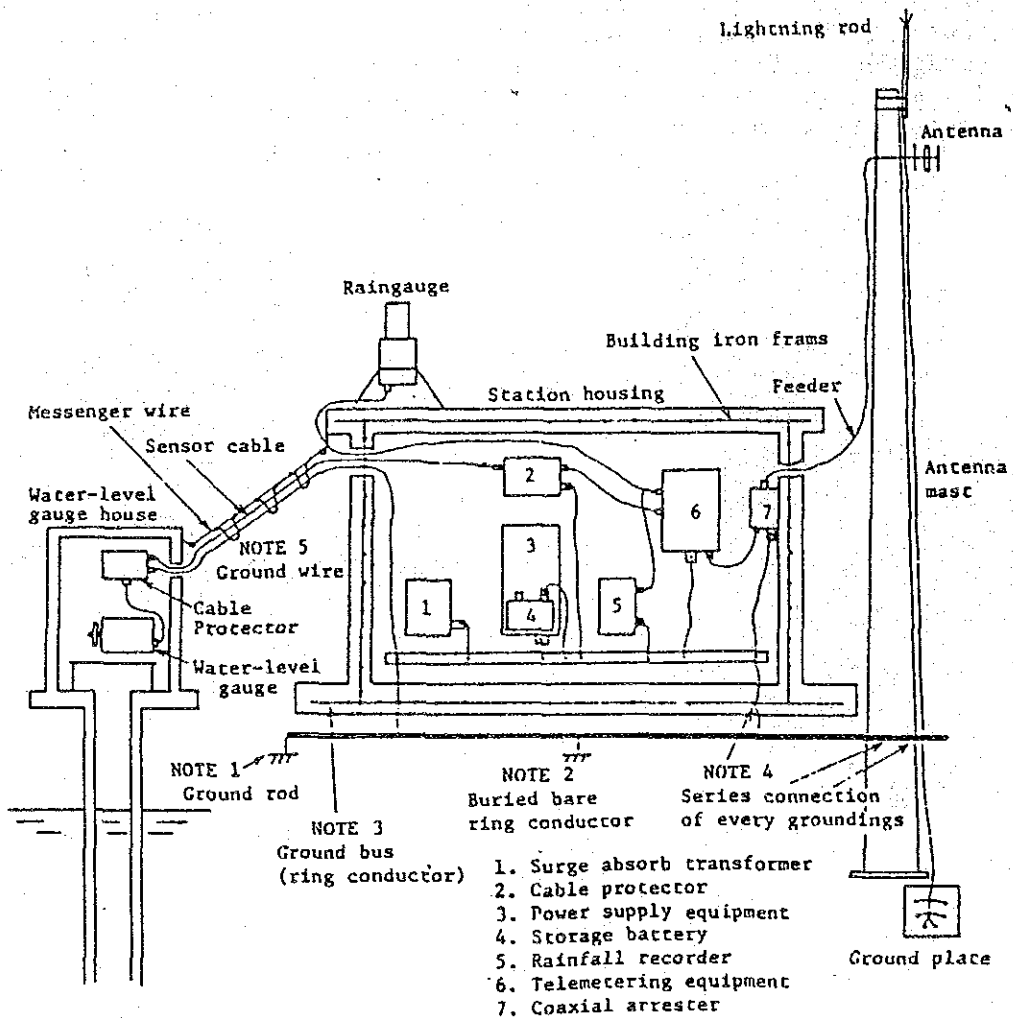 Lightning rod
Antenna
Raingauge
Building iron frams
Station housing
Feeder
Messenger wire
Sensor cable
Antenna
mast
Water-level
gauge house
2
6
7
3
NOTE 5
Ground wire
1
4
5
Cable
Protector
Water-level
gauge
NOTE 1
Ground rod
NOTE 2
Buried bare
ring conductor
NOTE 4
Series connection
of every groundings
NOTE 3
Ground bus
(ring conductor)
1. Surge absorb transformer
2. Cable protector
3. Power supply equipment
4. Storage battery
5. Rainfall recorder
6. Telemetering equipment
7. Coaxial arrester
Ground place